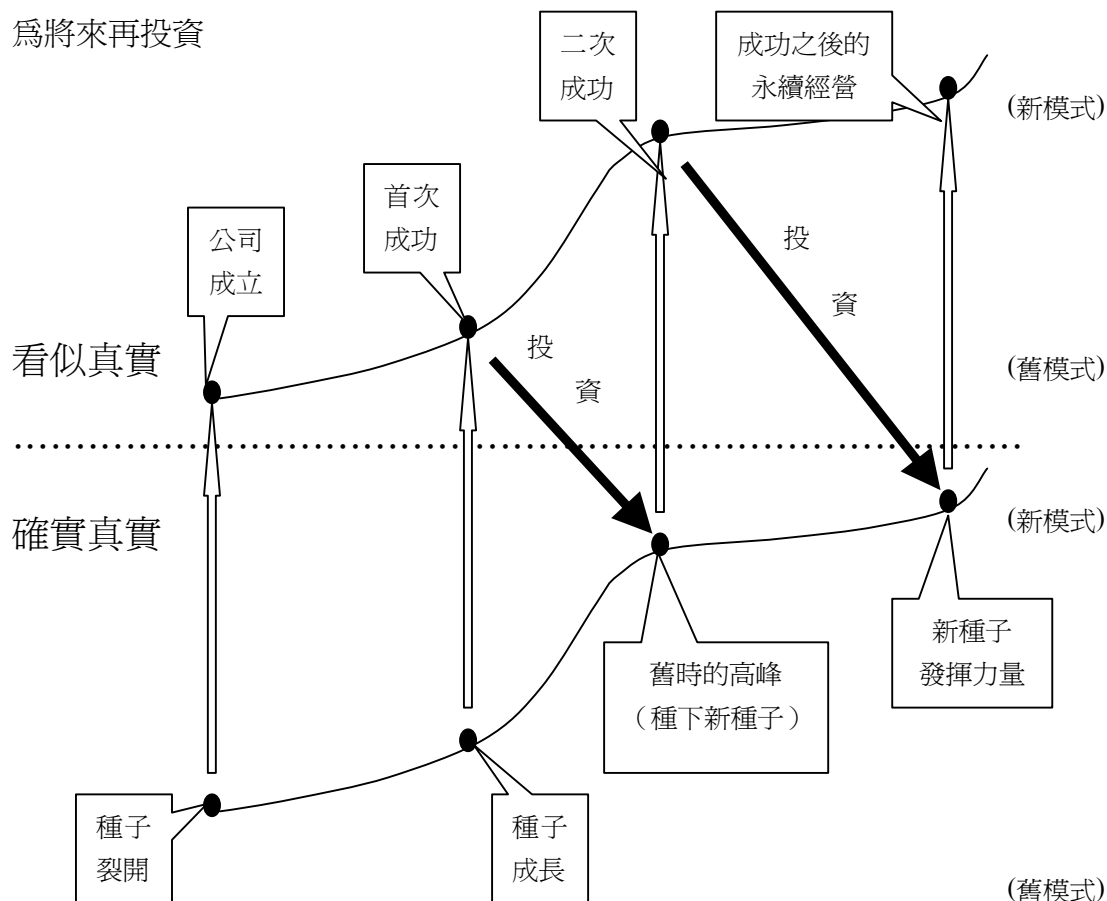 爲將來再投資
二次
成功
成功之後的
永續經營
(新模式)
首次
成功
公司
成立
投
資
投
資
看似真實
(舊模式)
確實真實
(新模式)
舊時的高峰
（種下新種子）
新種子
發揮力量
種子
裂開
種子
成長
(舊模式)